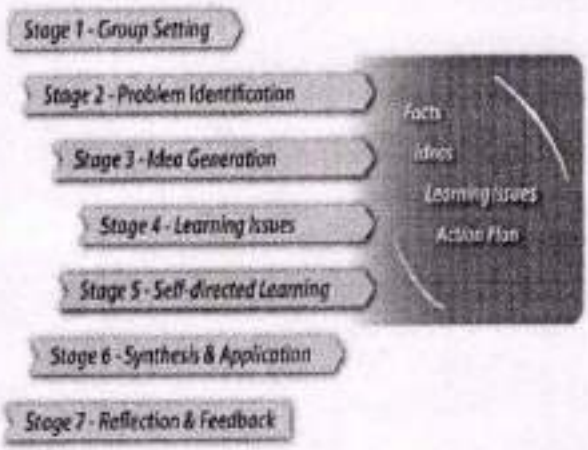 Stage 1 - Group Setting
Stage 2 - Problem Identification
Stage 3 - Idea Generation
Stage 4 - Learning Issues
Stage 5 - Self-directed Learning
Stage 6 - Synthesis & Application
Stage 7 - Reflection & Feedback
Facts
Ideas
Learning Issues
Action Plan